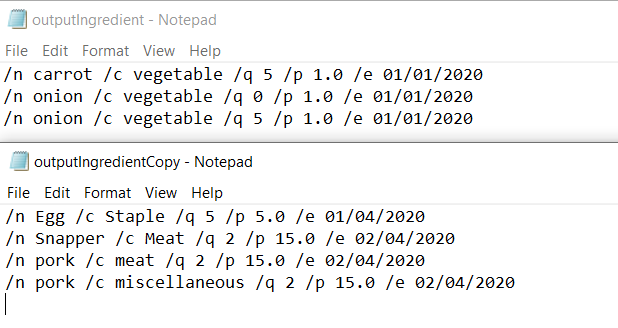 outputIngredient - Notepad
File Edit Format View Help
/n carrot /c vegetable /q 5 /p 1.0 /e 01/01/2020
/n onion /c vegetable /q 0 /p 1.0 /e 01/01/2020
/n onion /c vegetable /q 5 /p 1.0 /e 01/01/2020
outputIngredientCopy - Notepad
File Edit Format View Help
/n Egg /c Staple /q 5 /p 5.0 /e 01/04/2020
/n Snapper /c Meat /q 2 /p 15.0 /e 02/04/2020
/n pork /c meat /q 2 /p 15.0 /e 02/04/2020
/n pork /c miscellaneous /q 2 /p 15.0 /e 02/04/2020